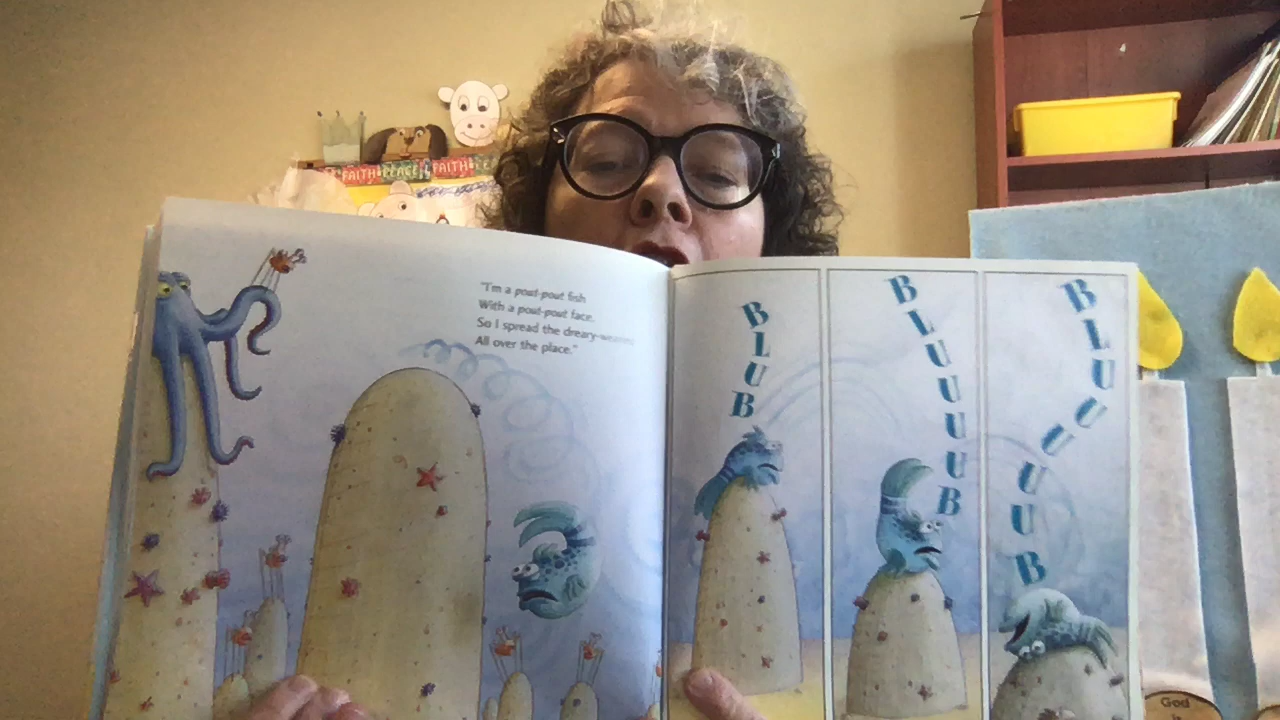 FAITH PEACE FAITH
"I'm a pout-pout fish
With a pout-pout face,
So I spread the dreary-wearies
All over the place."
BLUB
BLUUUUB
BLUUUUB
God